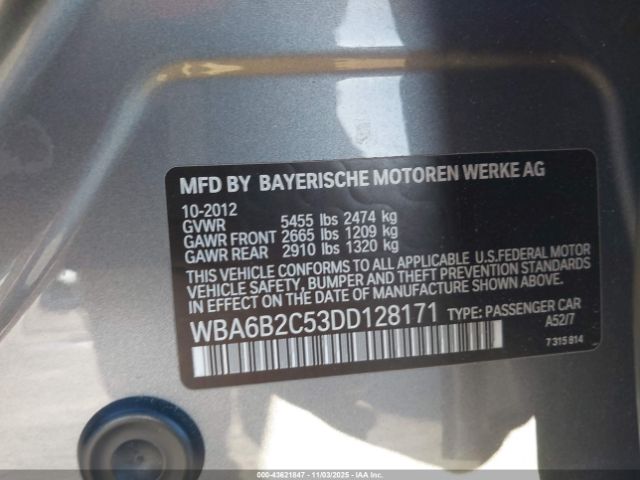 MFD BY BAYERISCHE MOTOREN WERKE AG
10-2012
GVWR 5455 lbs 2474 kg
GAWR FRONT 2665 lbs 1209 kg
GAWR REAR 2910 lbs 1320 kg
THIS VEHICLE CONFORMS TO ALL APPLICABLE U.S.FEDERAL MOTOR
VEHICLE SAFETY, BUMPER AND THEFT PREVENTION STANDARDS
IN EFFECT ON THE DATE OF MANUFACTURE SHOWN ABOVE.
WBA6B2C53DD128171 TYPE: PASSENGER CAR
A52/7
7 315 814
000-43621847 - 11/03/2025 - IAAI.COM